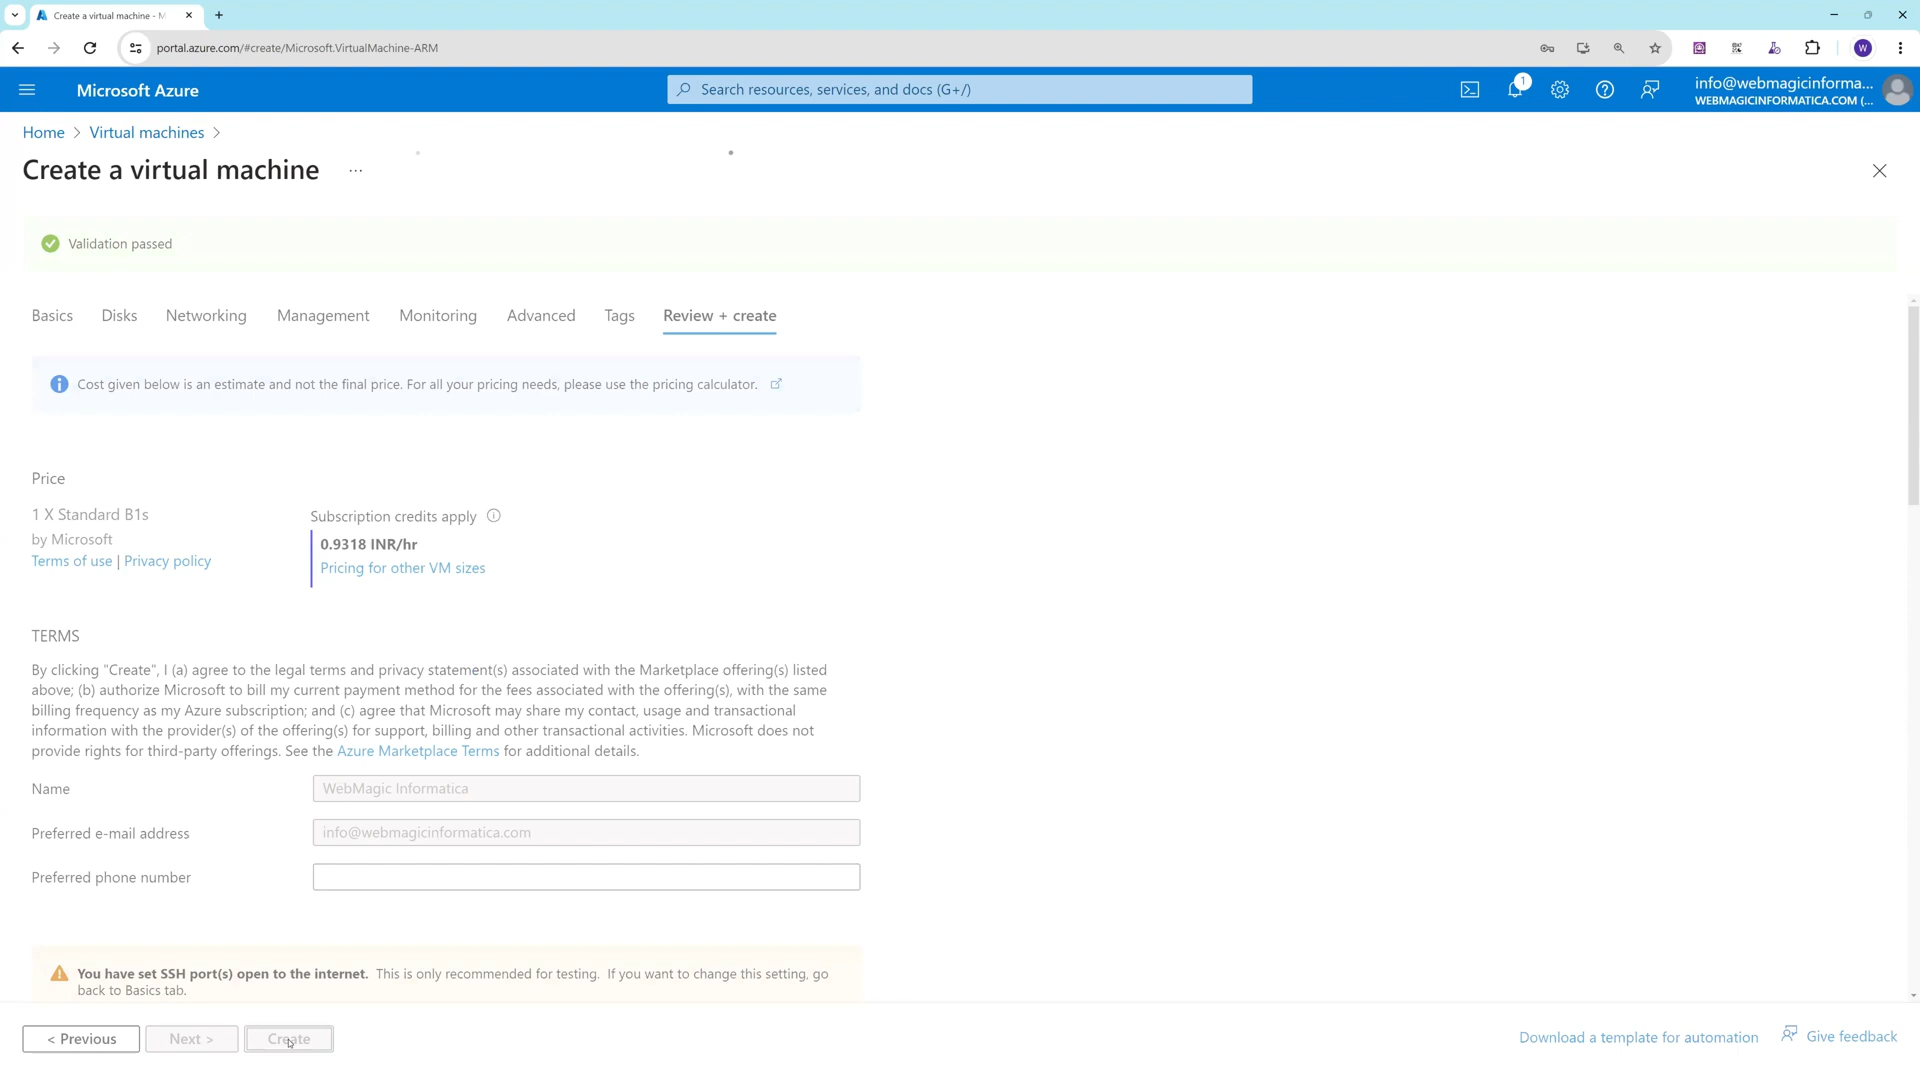 Create a virtual machine - M
portal.azure.com/#create/Microsoft.VirtualMachine-ARM
W
Microsoft Azure
Search resources, services, and docs (G+/)
1
info@webmagicinforma...
WEBMAGICINFORMATICA.COM (...
Home > Virtual machines >
Create a virtual machine ...
Validation passed
Basics Disks Networking Management Monitoring Advanced Tags Review + create
Cost given below is an estimate and not the final price. For all your pricing needs, please use the pricing calculator.
Price
1 X Standard B1s
by Microsoft
Terms of use | Privacy policy
Subscription credits apply
0.9318 INR/hr
Pricing for other VM sizes
TERMS
By clicking "Create", I (a) agree to the legal terms and privacy statement(s) associated with the Marketplace offering(s) listed
above; (b) authorize Microsoft to bill my current payment method for the fees associated with the offering(s), with the same
billing frequency as my Azure subscription; and (c) agree that Microsoft may share my contact, usage and transactional
information with the provider(s) of the offering(s) for support, billing and other transactional activities. Microsoft does not
provide rights for third-party offerings. See the Azure Marketplace Terms for additional details.
Name
WebMagic Informatica
Preferred e-mail address
info@webmagicinformatica.com
Preferred phone number
You have set SSH port(s) open to the internet. This is only recommended for testing. If you want to change this setting, go
back to Basics tab.
< Previous
Next >
Create
Download a template for automation
Give feedback